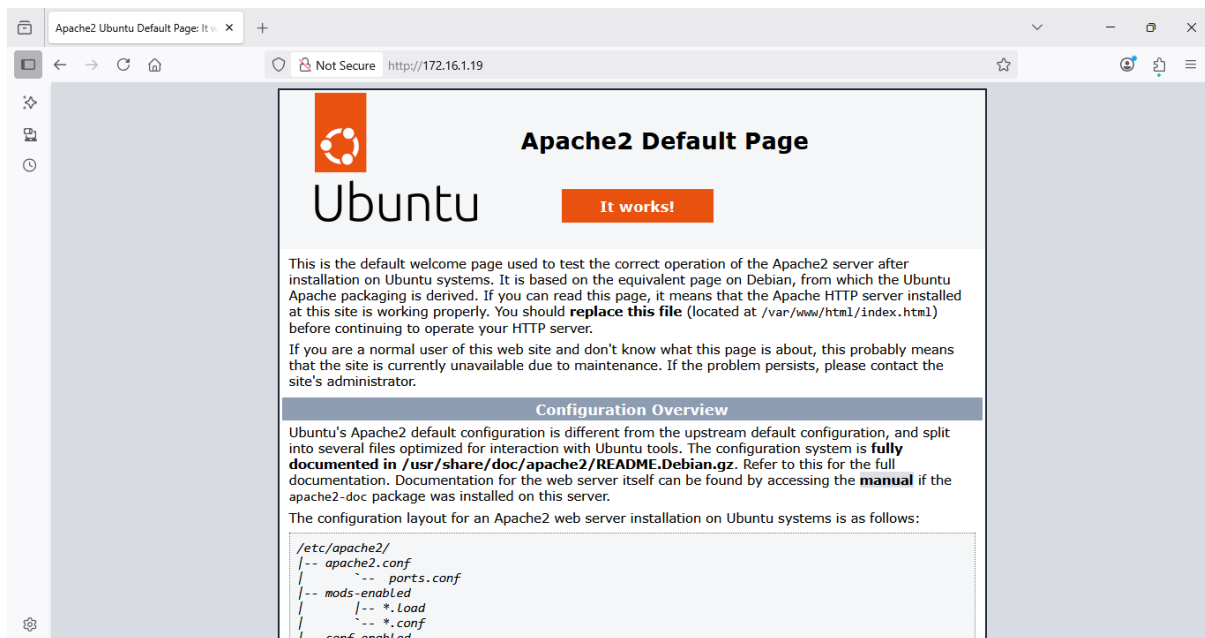 Apache2 Ubuntu Default Page: It w
Not Secure http://172.16.1.19
Apache2 Default Page
Ubuntu
It works!
This is the default welcome page used to test the correct operation of the Apache2 server after
installation on Ubuntu systems. It is based on the equivalent page on Debian, from which the Ubuntu
Apache packaging is derived. If you can read this page, it means that the Apache HTTP server installed
at this site is working properly. You should replace this file (located at /var/www/html/index.html)
before continuing to operate your HTTP server.
If you are a normal user of this web site and don't know what this page is about, this probably means
that the site is currently unavailable due to maintenance. If the problem persists, please contact the
site's administrator.
Configuration Overview
Ubuntu's Apache2 default configuration is different from the upstream default configuration, and split
into several files optimized for interaction with Ubuntu tools. The configuration system is fully
documented in /usr/share/doc/apache2/README.Debian.gz. Refer to this for the full
documentation. Documentation for the web server itself can be found by accessing the manual if the
apache2-doc package was installed on this server.
The configuration layout for an Apache2 web server installation on Ubuntu systems is as follows:
/etc/apache2/
|-- apache2.conf
|       `--  ports.conf
|-- mods-enabled
|       |-- *.load
|       `-- *.conf
|-- conf-enabled